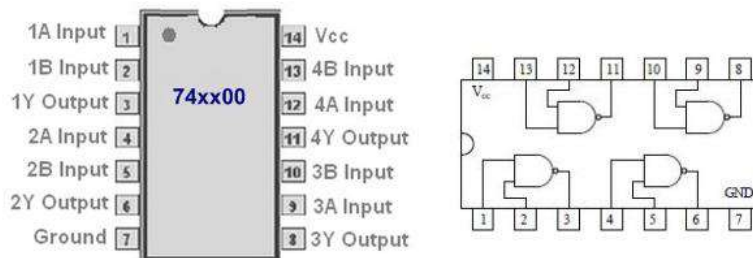 1A Input 1 14 Vcc
1B Input 2 13 4B Input
1Y Output 3 74xx00 12 4A Input
2A Input 4 11 4Y Output
2B Input 5 10 3B Input
2Y Output 6 9 3A Input
Ground 7 8 3Y Output
14 13 12 11 10 9 8
Vcc
GND
1 2 3 4 5 6 7